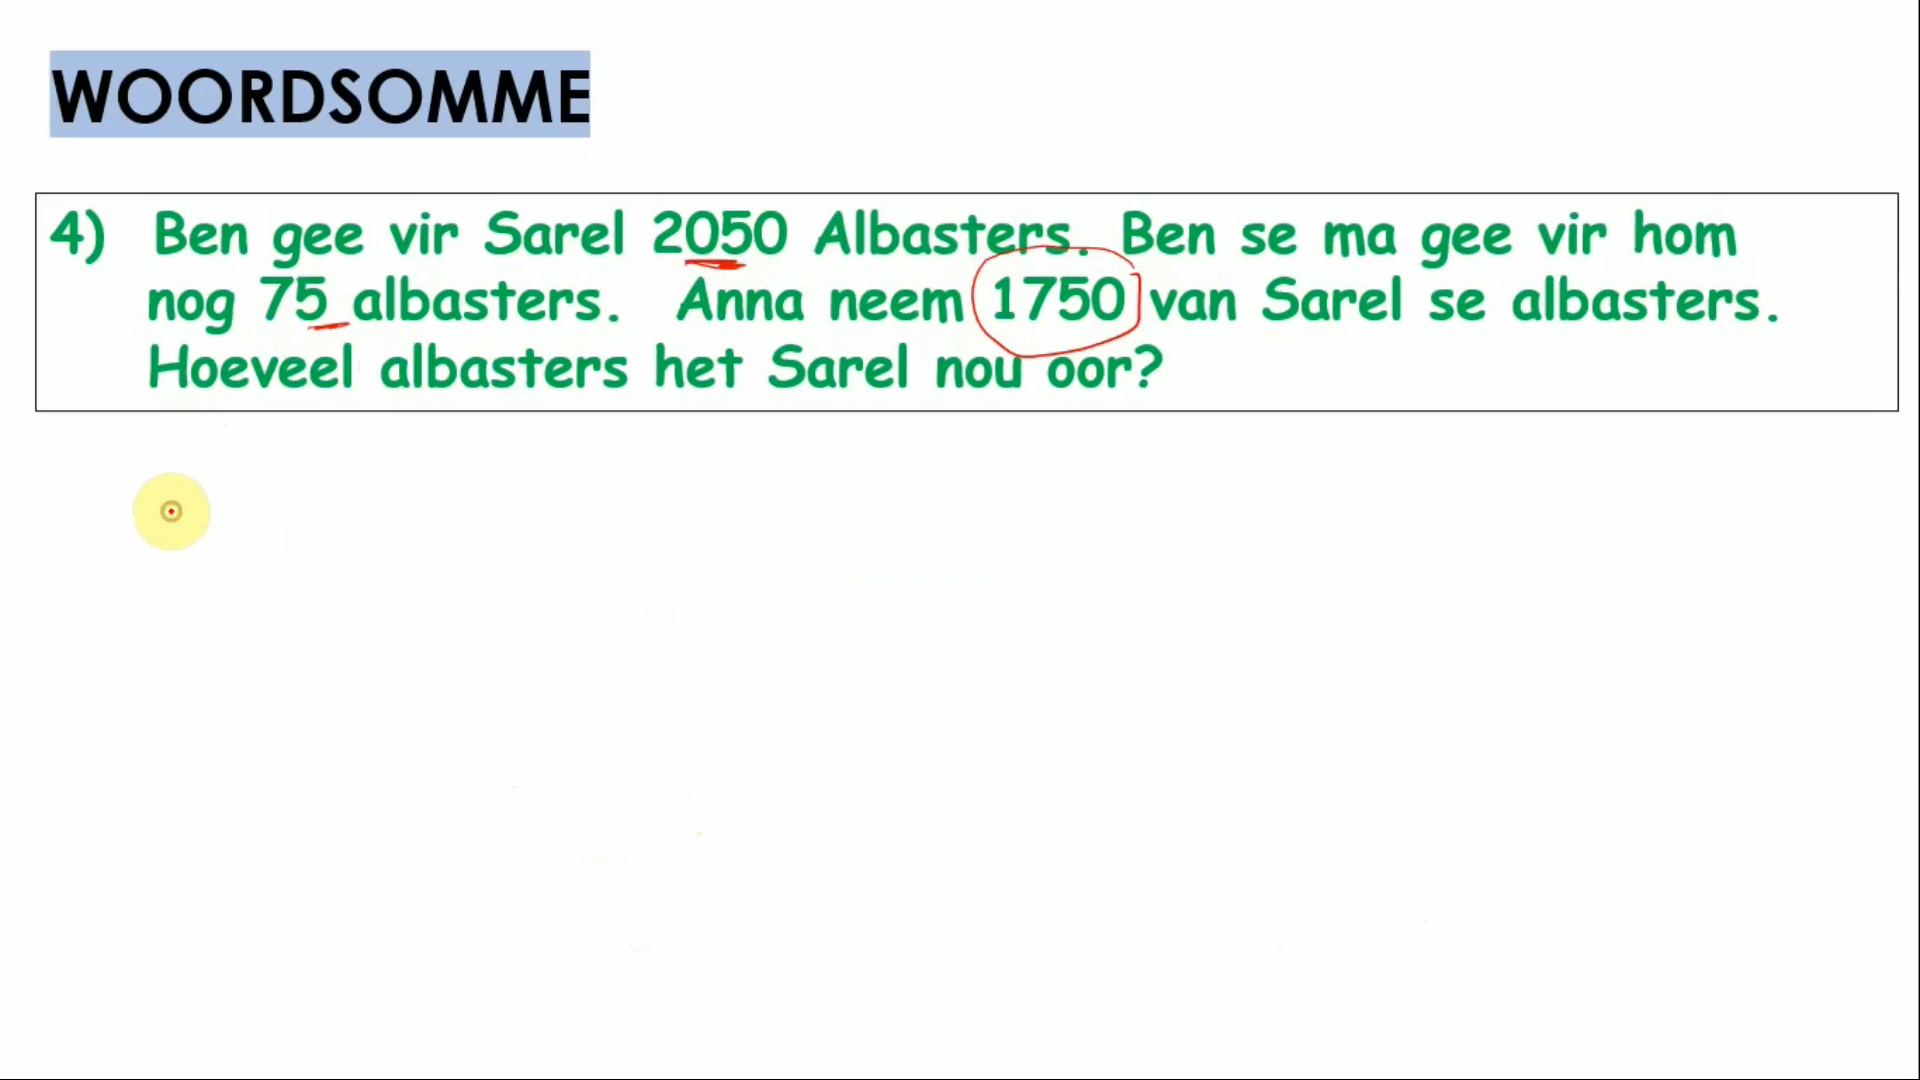 WOORDSOMME
4) Ben gee vir Sarel 2050 Albasters. Ben se ma gee vir hom
nog 75 albasters. Anna neem 1750 van Sarel se albasters.
Hoeveel albasters het Sarel nou oor?